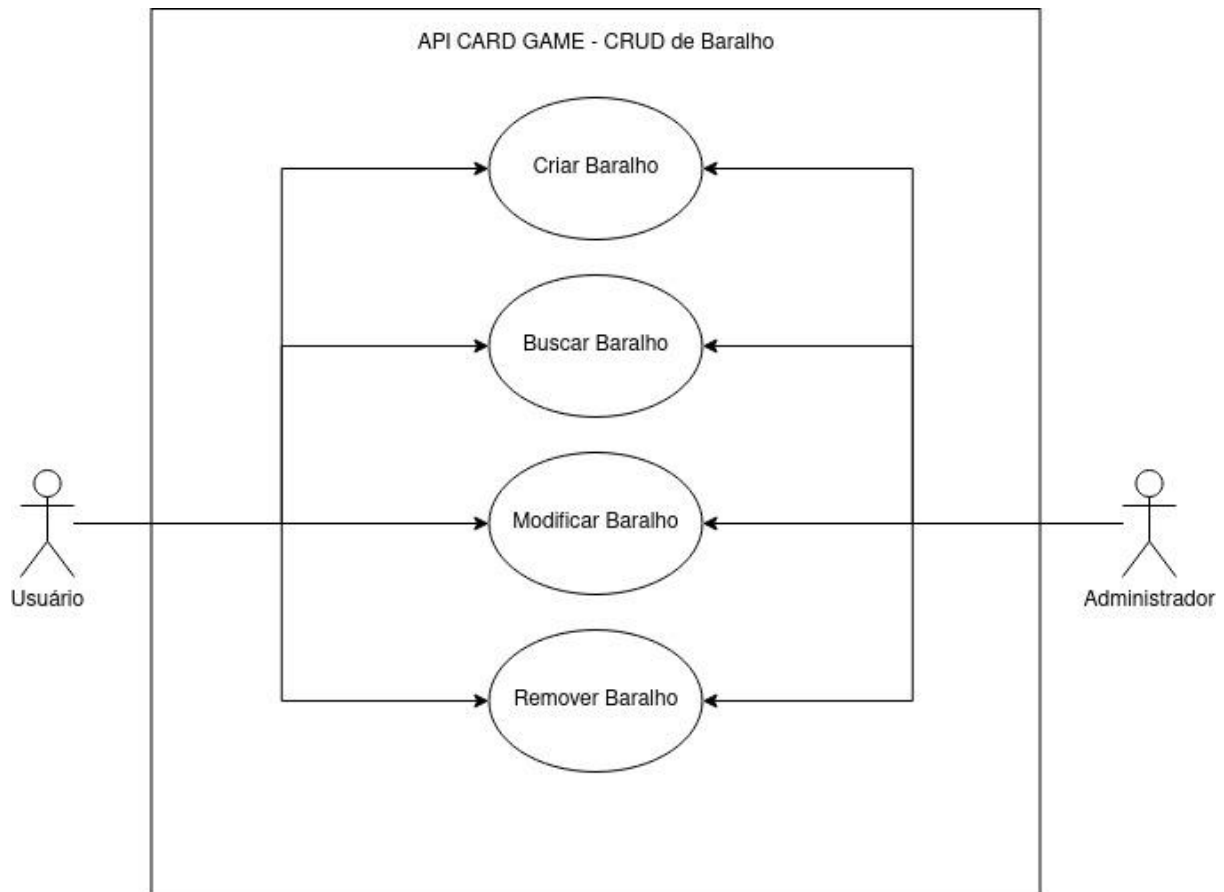 API CARD GAME - CRUD de Baralho
Criar Baralho
Buscar Baralho
Modificar Baralho
Usuário
Administrador
Remover Baralho